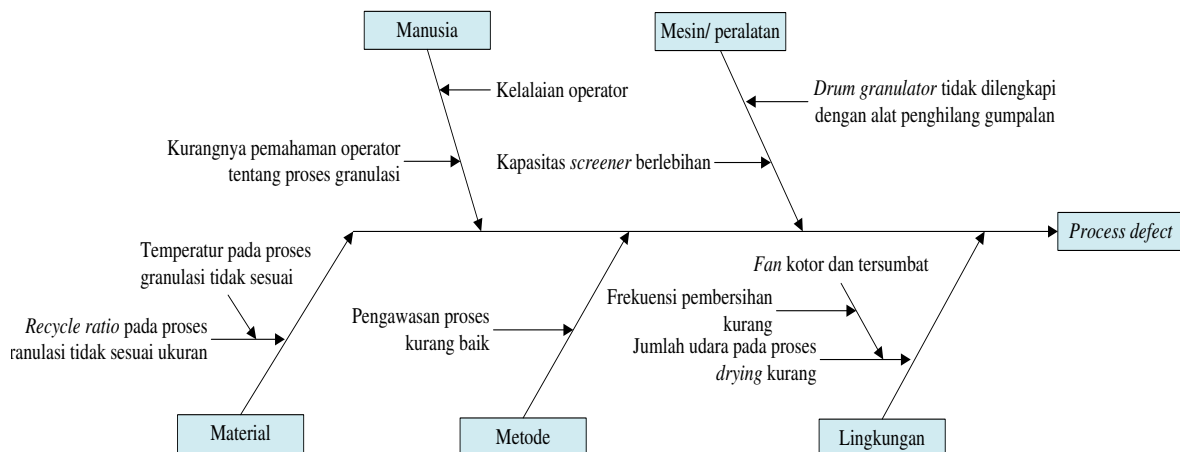 Manusia
Mesin/ peralatan
Kelalaian operator
Drum granulator tidak dilengkapi
dengan alat penghilang gumpalan
Kurangnya pemahaman operator
tentang proses granulasi
Kapasitas screener berlebihan
Process defect
Temperatur pada proses
granulasi tidak sesuai
Recycle ratio pada proses
ranulasi tidak sesuai ukuran
Pengawasan proses
kurang baik
Fan kotor dan tersumbat
Frekuensi pembersihan
kurang
Jumlah udara pada proses
drying kurang
Material
Metode
Lingkungan